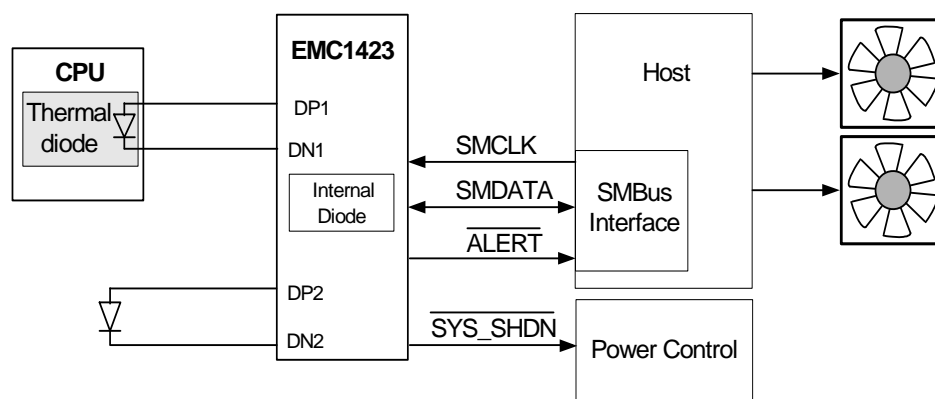 CPU
Thermal
diode
EMC1423
DP1
DN1
Internal
Diode
DP2
DN2
SMCLK
SMDATA
ALERT
SYS_SHDN
Host
SMBus
Interface
Power Control